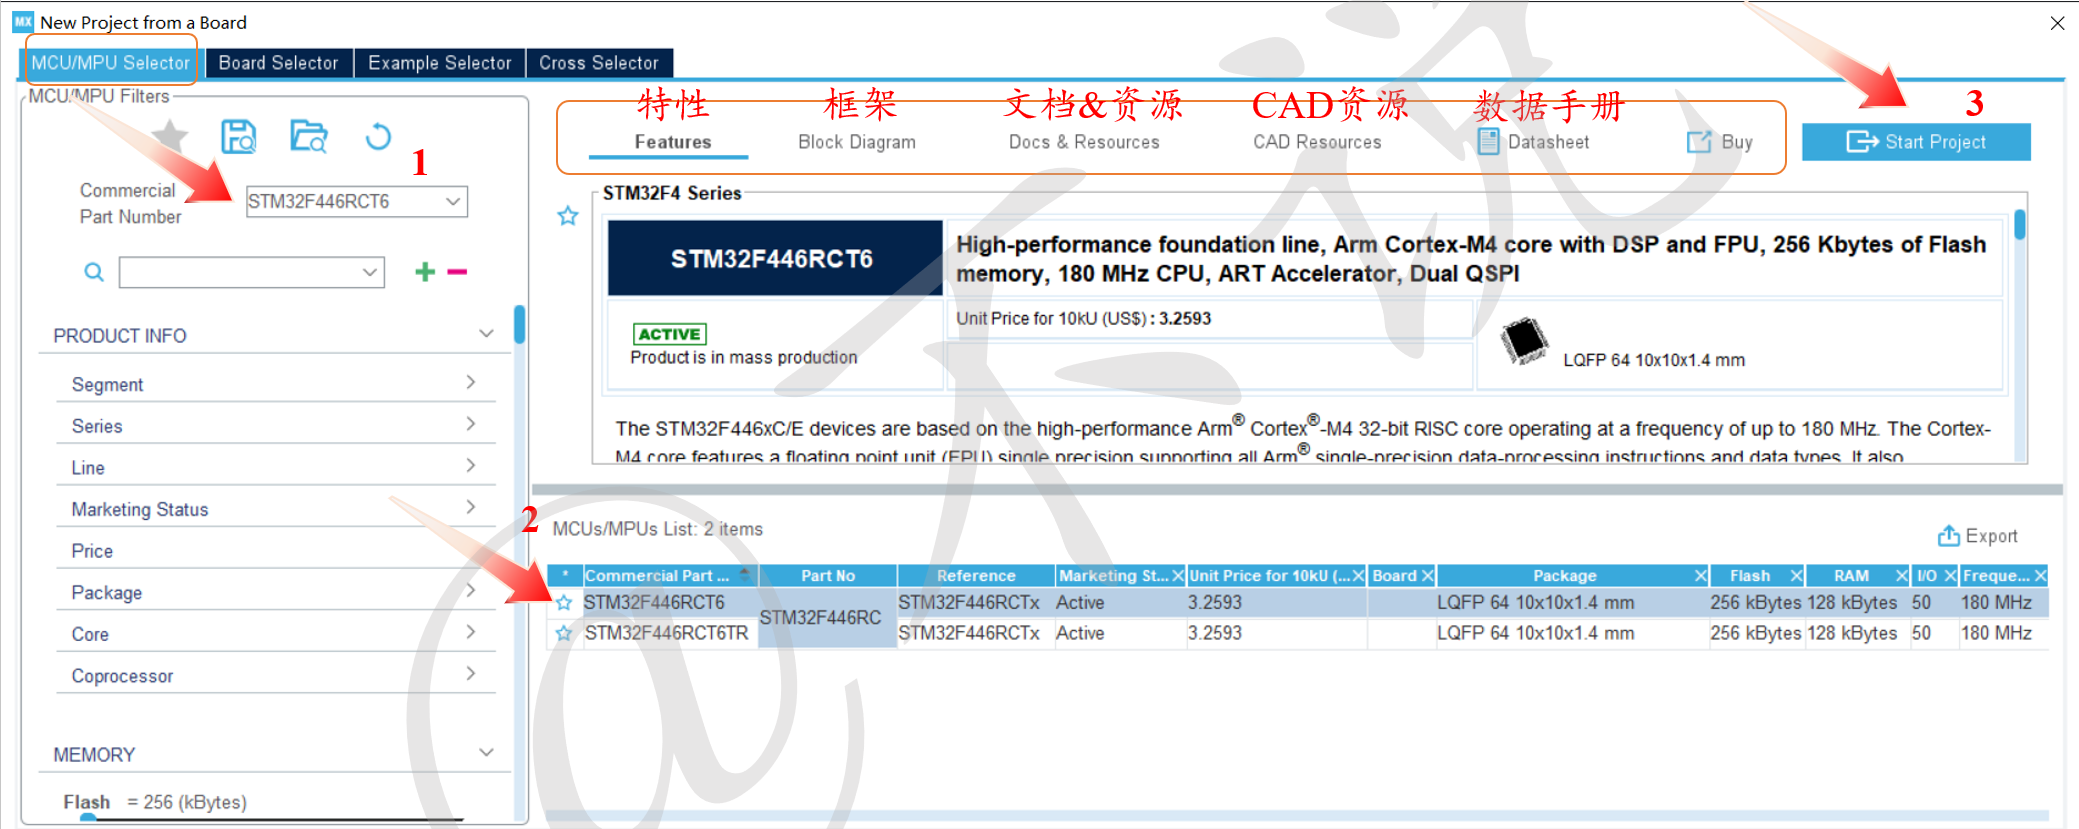 MX New Project from a Board
MCU/MPU Selector Board Selector Example Selector Cross Selector
MCU/MPU Filters
1
Commercial
Part Number
STM32F446RCT6
PRODUCT INFO
Segment
Series
Line
Marketing Status
Price
Package
Core
Coprocessor
MEMORY
Flash = 256 (kBytes)
特性 框架 文档&资源 CAD资源 数据手册 3
Features Block Diagram Docs & Resources CAD Resources Datasheet Buy Start Project
STM32F4 Series
STM32F446RCT6
High-performance foundation line, Arm Cortex-M4 core with DSP and FPU, 256 Kbytes of Flash
memory, 180 MHz CPU, ART Accelerator, Dual QSPI
ACTIVE
Product is in mass production
Unit Price for 10kU (US$) : 3.2593
LQFP 64 10x10x1.4 mm
The STM32F446xC/E devices are based on the high-performance Arm® Cortex®-M4 32-bit RISC core operating at a frequency of up to 180 MHz. The Cortex-
M4 core features a floating point unit (FPU) single precision supporting all Arm® single-precision data-processing instructions and data types. It also
2
MCUs/MPUs List: 2 items
Export
* Commercial Part ... Part No Reference Marketing St... Unit Price for 10kU (... Board Package Flash RAM I/O Freque...
STM32F446RCT6 STM32F446RC STM32F446RCTx Active 3.2593 LQFP 64 10x10x1.4 mm 256 kBytes 128 kBytes 50 180 MHz
STM32F446RCT6TR STM32F446RCTx Active 3.2593 LQFP 64 10x10x1.4 mm 256 kBytes 128 kBytes 50 180 MHz
@不说